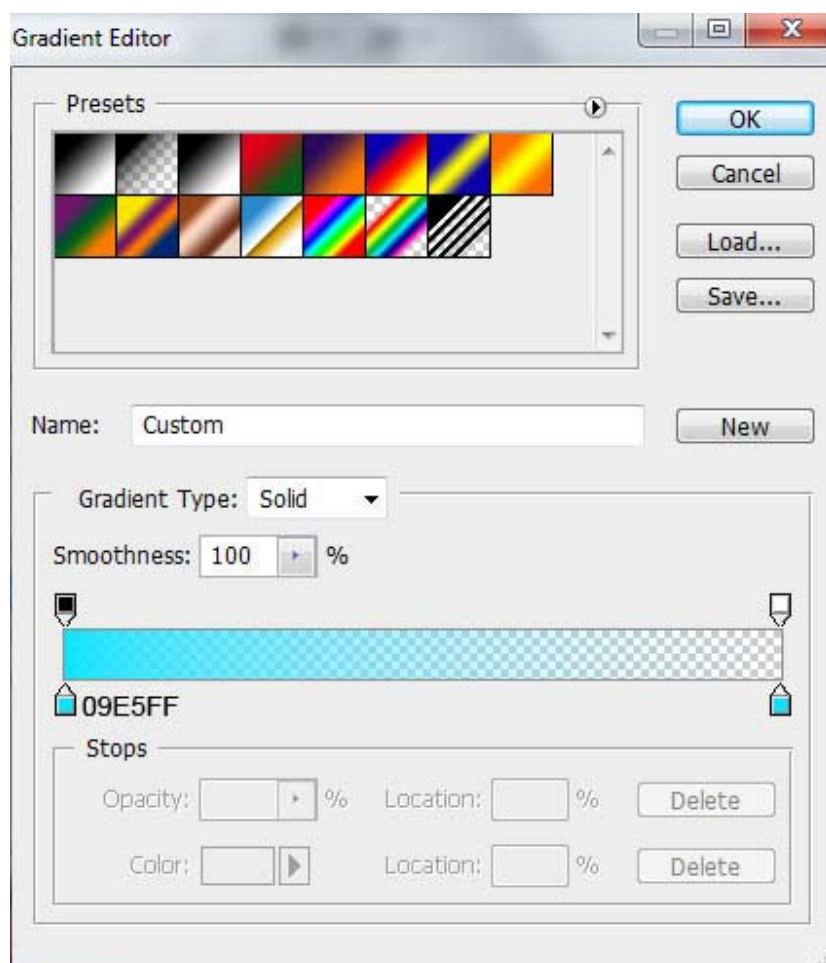 Gradient Editor
Presets
OK
Cancel
Load...
Save...
Name: Custom
New
Gradient Type: Solid
Smoothness: 100 %
09E5FF
Stops
Opacity: % Location: % Delete
Color: Location: % Delete